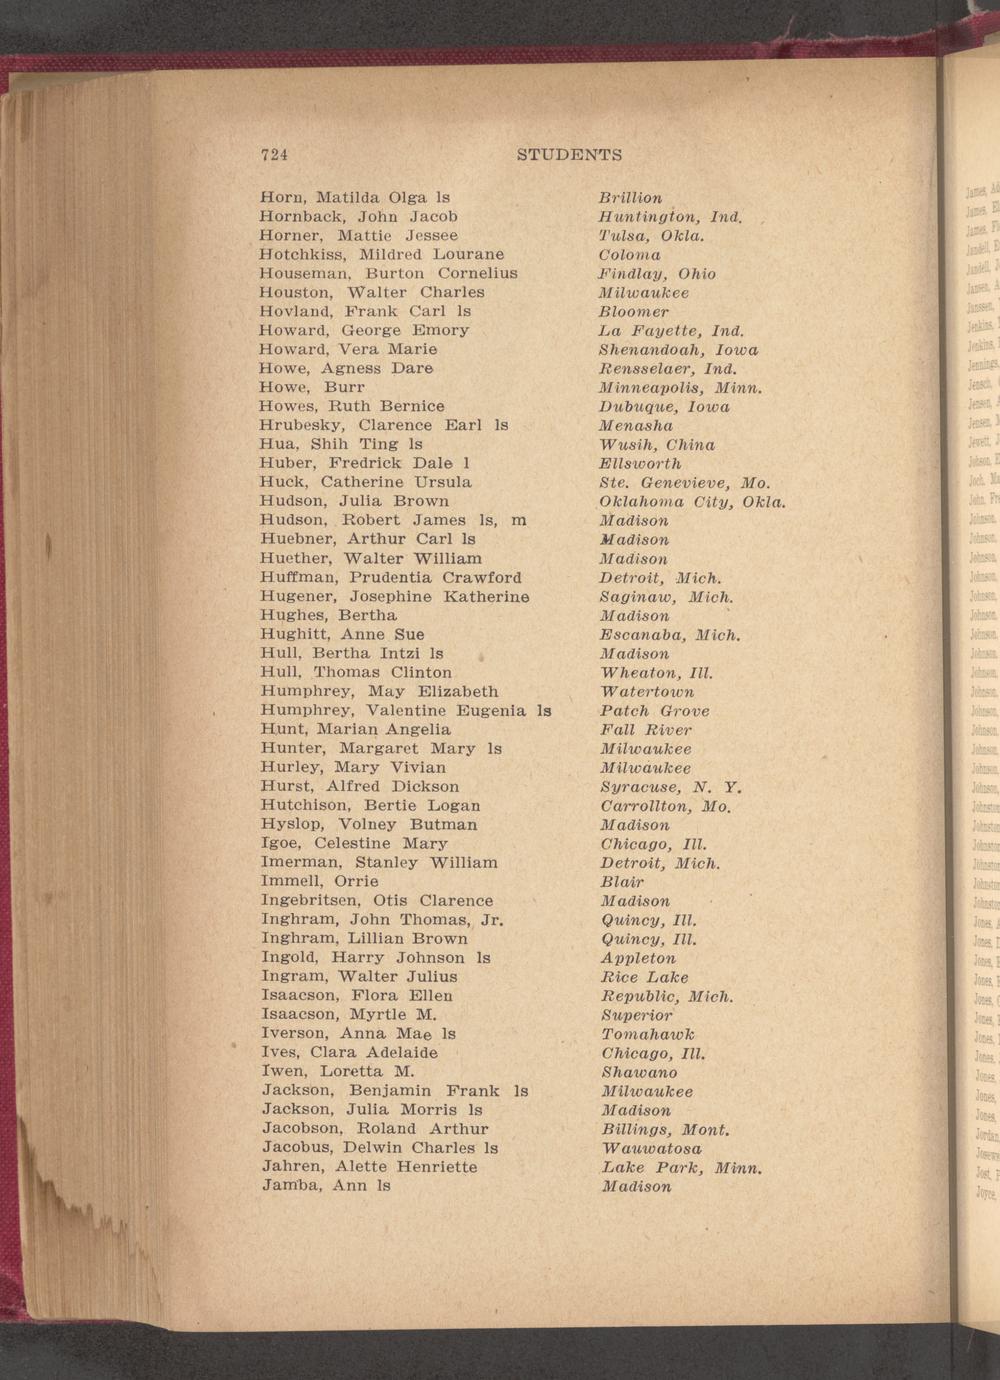 724 STUDENTS
Horn, Matilda Olga ls Brillion
Hornback, John Jacob Huntington, Ind.
Horner, Mattie Jessee Tulsa, Okla.
Hotchkiss, Mildred Lourane Coloma
Houseman, Burton Cornelius Findlay, Ohio
Houston, Walter Charles Milwaukee
Hovland, Frank Carl ls Bloomer
Howard, George Emory La Fayette, Ind.
Howard, Vera Marie Shenandoah, Iowa
Howe, Agness Dare Rensselaer, Ind.
Howe, Burr Minneapolis, Minn.
Howes, Ruth Bernice Dubuque, Iowa
Hrubesky, Clarence Earl ls Menasha
Hua, Shih Ting ls Wusih, China
Huber, Fredrick Dale l Ellsworth
Huck, Catherine Ursula Ste. Genevieve, Mo.
Hudson, Julia Brown Oklahoma City, Okla.
Hudson, Robert James ls, m Madison
Huebner, Arthur Carl ls Madison
Huether, Walter William Madison
Huffman, Prudentia Crawford Detroit, Mich.
Hugener, Josephine Katherine Saginaw, Mich.
Hughes, Bertha Madison
Hughitt, Anne Sue Escanaba, Mich.
Hull, Bertha Intzi ls Madison
Hull, Thomas Clinton Wheaton, Ill.
Humphrey, May Elizabeth Watertown
Humphrey, Valentine Eugenia ls Patch Grove
Hunt, Marian Angelia Fall River
Hunter, Margaret Mary ls Milwaukee
Hurley, Mary Vivian Milwaukee
Hurst, Alfred Dickson Syracuse, N. Y.
Hutchison, Bertie Logan Carrollton, Mo.
Hyslop, Volney Butman Madison
Igoe, Celestine Mary Chicago, Ill.
Imerman, Stanley William Detroit, Mich.
Immell, Orrie Blair
Ingebritsen, Otis Clarence Madison
Inghram, John Thomas, Jr. Quincy, Ill.
Inghram, Lillian Brown Quincy, Ill.
Ingold, Harry Johnson ls Appleton
Ingram, Walter Julius Rice Lake
Isaacson, Flora Ellen Republic, Mich.
Isaacson, Myrtle M. Superior
Iverson, Anna Mae ls Tomahawk
Ives, Clara Adelaide Chicago, Ill.
Iwen, Loretta M. Shawano
Jackson, Benjamin Frank ls Milwaukee
Jackson, Julia Morris ls Madison
Jacobson, Roland Arthur Billings, Mont.
Jacobus, Delwin Charles ls Wauwatosa
Jahren, Alette Henriette Lake Park, Minn.
Jamba, Ann ls Madison